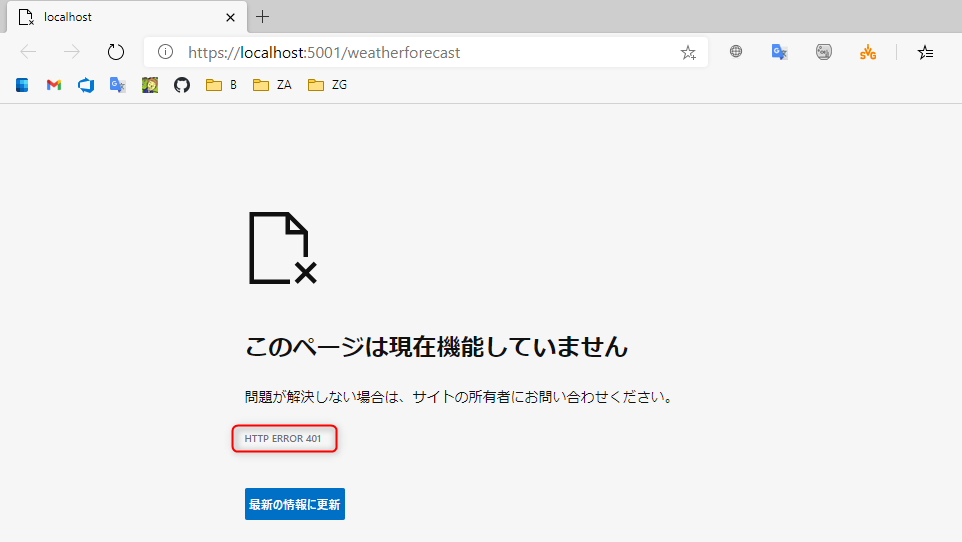 localhost
https://localhost:5001/weatherforecast
B ZA ZG
このページは現在機能していません
問題が解決しない場合は、サイトの所有者にお問い合わせください。
HTTP ERROR 401
最新の情報に更新